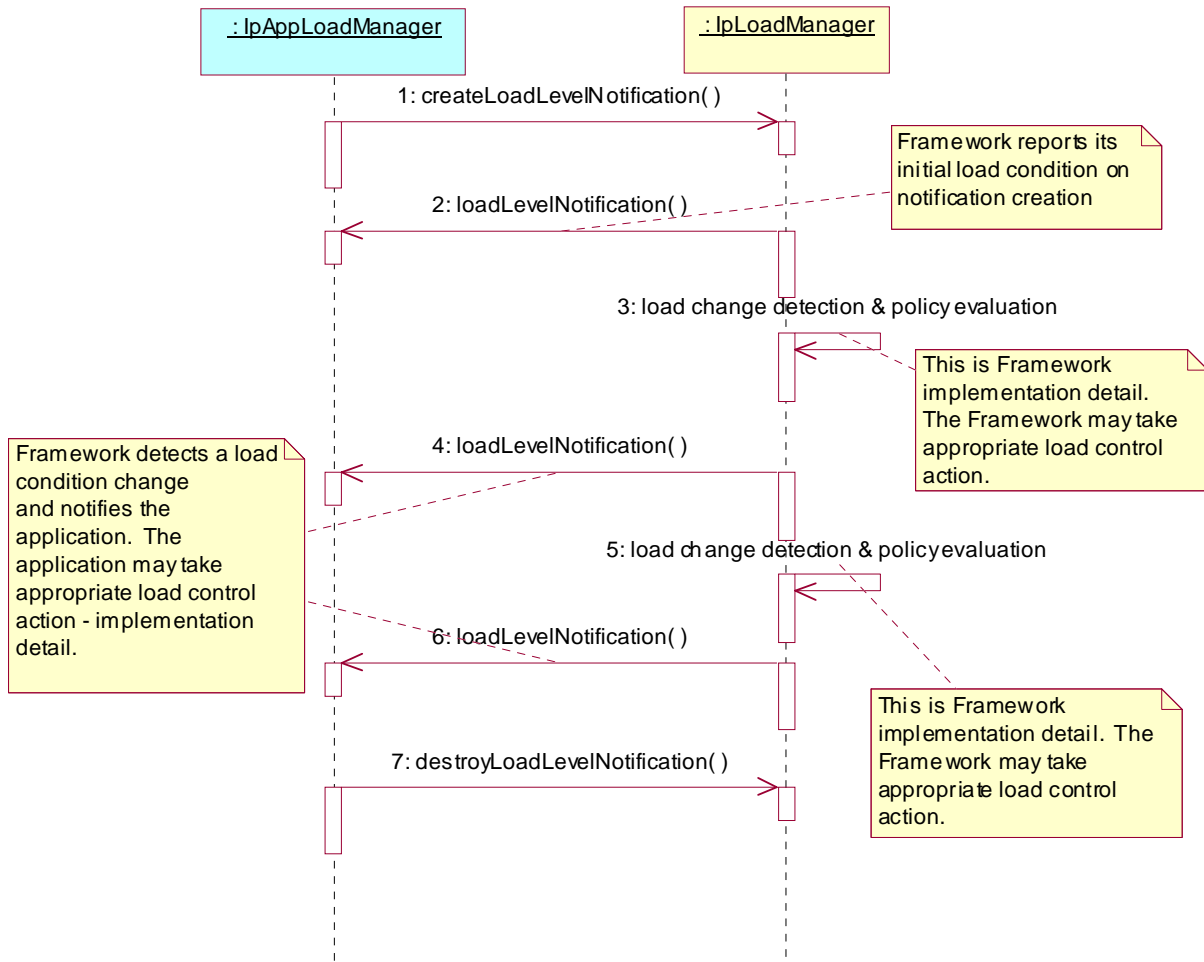 : IpAppLoadManager
: IpLoadManager
1: createLoadLevelNotification( )
Framework reports its
initial load condition on
notification creation
2: loadLevelNotification( )
3: load change detection & policy evaluation
This is Framework
implementation detail.
The Framework may take
appropriate load control
action.
4: loadLevelNotification( )
Framework detects a load
condition change
and notifies the
application. The
application may take
appropriate load control
action - implementation
detail.
5: load change detection & policy evaluation
6: loadLevelNotification( )
This is Framework
implementation detail. The
Framework may take
appropriate load control
action.
7: destroyLoadLevelNotification( )